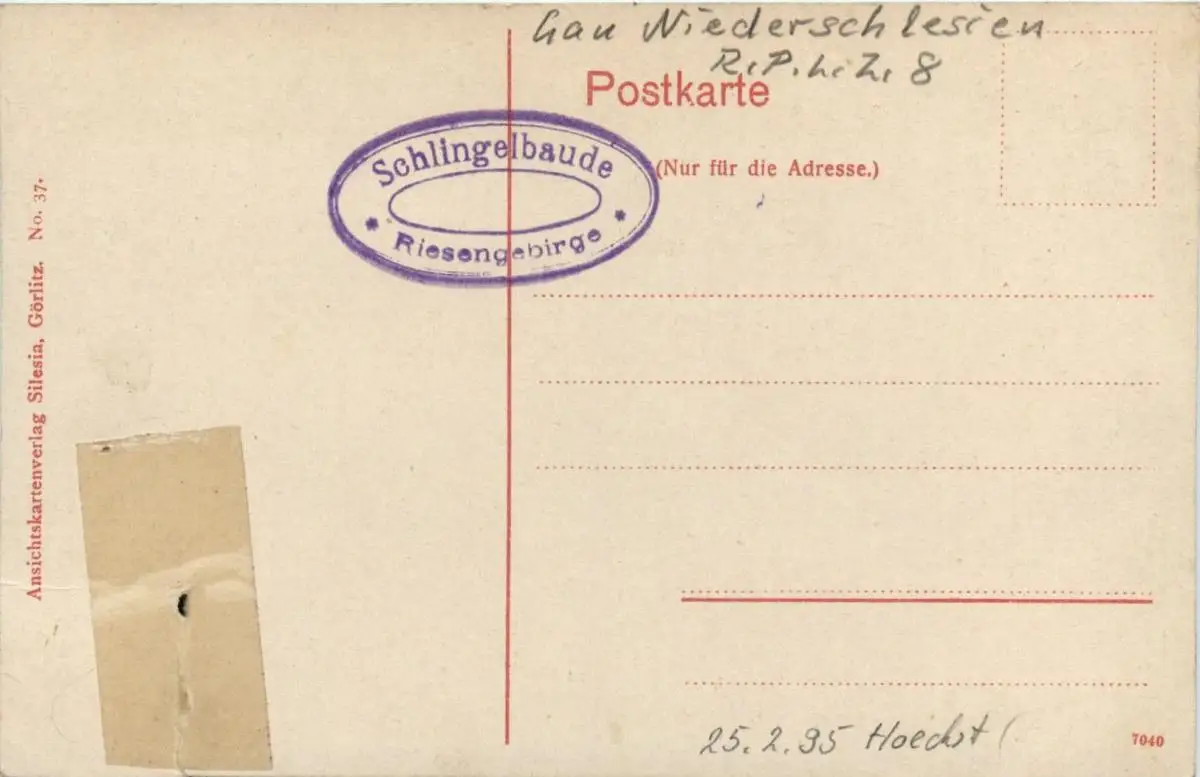 Gau Niederschlesien
R.P.L.Z. 8
Postkarte
(Nur für die Adresse.)
Schlingelbaude
* Riesengebirge *
Ansichtskartenverlag Silesia, Görlitz. No. 37.
25.2.95 Hoechst (
7040